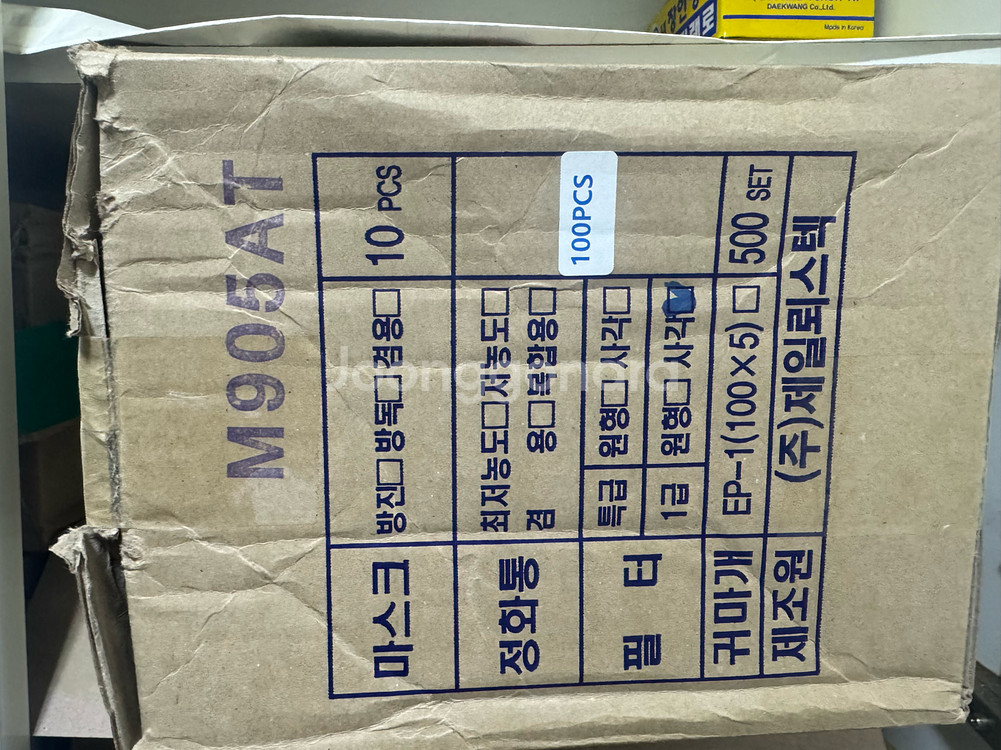 DAEKWANG Co.,Ltd.
Made in Korea
M905AT
마스크 방진□ 방독□ 겸용□ 10 PCS
정화통 최저농도□ 저농도□
겸 용□ 복합용□
100PCS
필 터 특급 원형□ 사각□
1급 원형□ 사각☑
귀마개 EP-1(100×5)□ 500 SET
제조원 (주)제일뢰스텍
Joonggonara